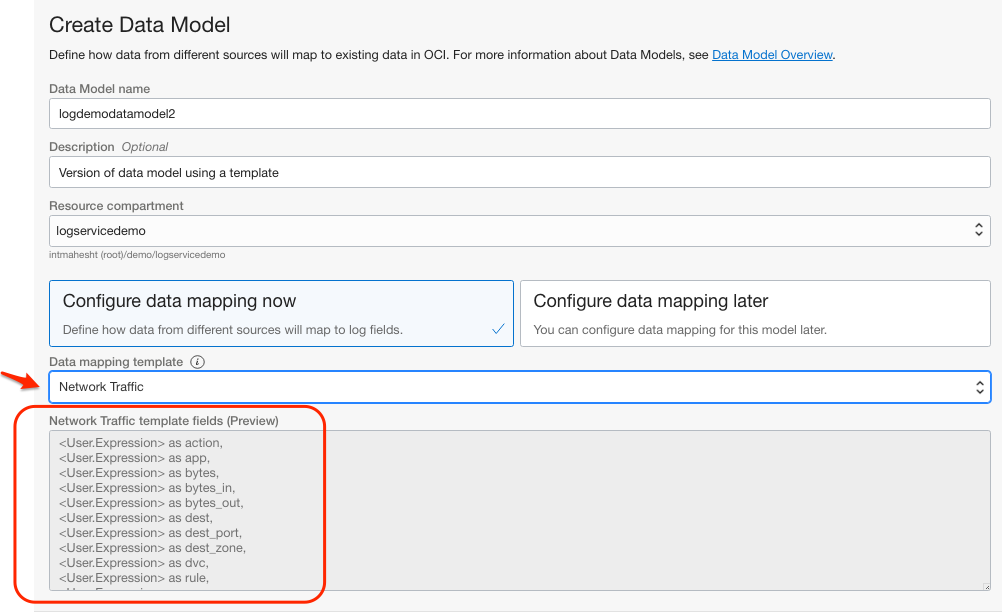 Create Data Model
Define how data from different sources will map to existing data in OCI. For more information about Data Models, see Data Model Overview.
Data Model name
logdemodatamodel2
Description Optional
Version of data model using a template
Resource compartment
logservicedemo
intmahesht (root)/demo/logservicedemo
Configure data mapping now
Define how data from different sources will map to log fields.
Configure data mapping later
You can configure data mapping for this model later.
Data mapping template i
Network Traffic
Network Traffic template fields (Preview)
<User.Expression> as action,
<User.Expression> as app,
<User.Expression> as bytes,
<User.Expression> as bytes_in,
<User.Expression> as bytes_out,
<User.Expression> as dest,
<User.Expression> as dest_port,
<User.Expression> as dest_zone,
<User.Expression> as dvc,
<User.Expression> as rule,